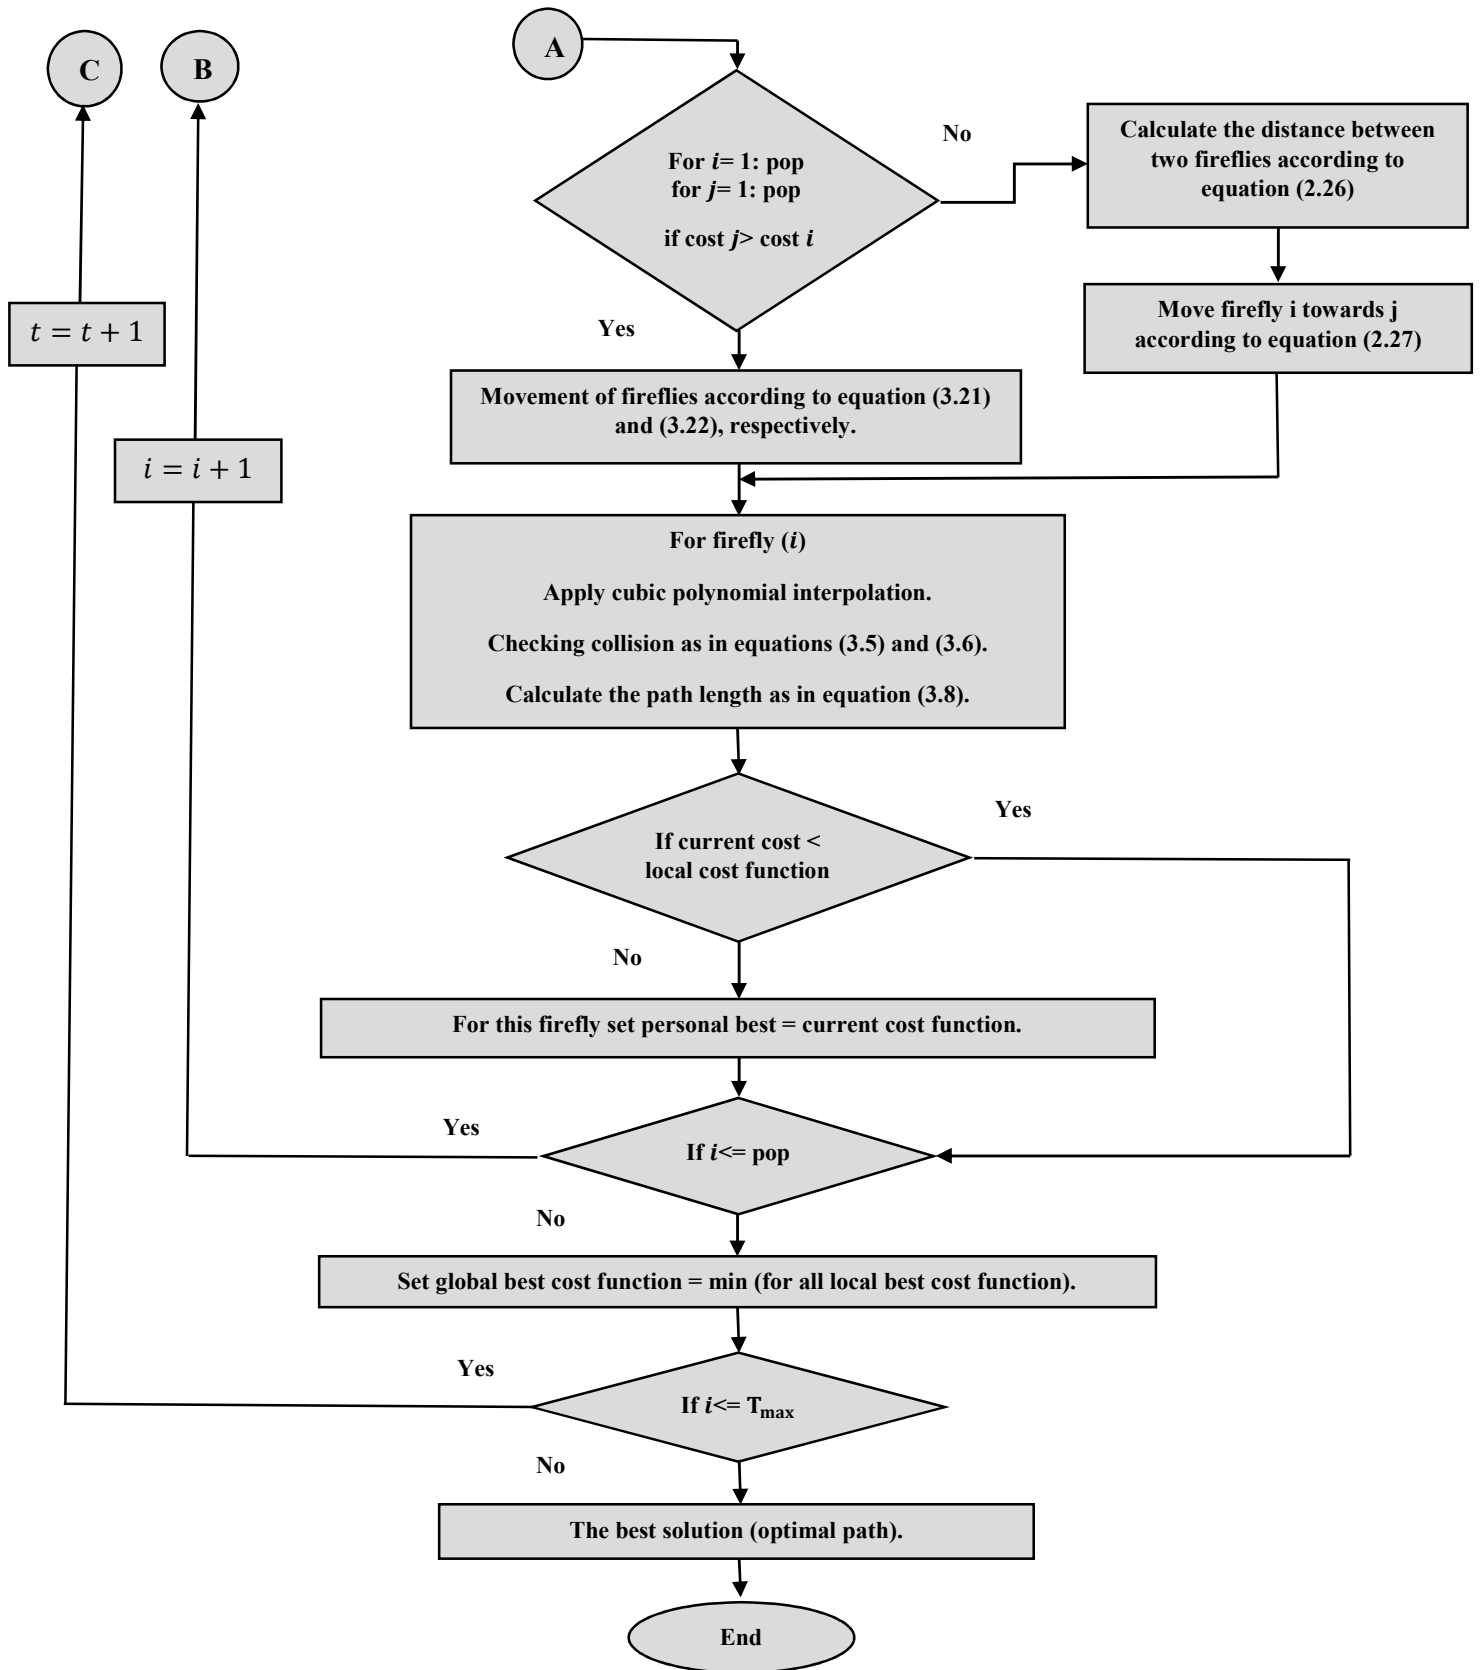 A
C
B
No
For i= 1: pop
for j= 1: pop
if cost j> cost i
Calculate the distance between
two fireflies according to
equation (2.26)
Yes
Move firefly i towards j
according to equation (2.27)
t = t + 1
Movement of fireflies according to equation (3.21)
and (3.22), respectively.
i = i + 1
For firefly (i)
Apply cubic polynomial interpolation.
Checking collision as in equations (3.5) and (3.6).
Calculate the path length as in equation (3.8).
Yes
If current cost <
local cost function
No
For this firefly set personal best = current cost function.
Yes
If i<= pop
No
Set global best cost function = min (for all local best cost function).
Yes
If i<= Tmax
No
The best solution (optimal path).
End